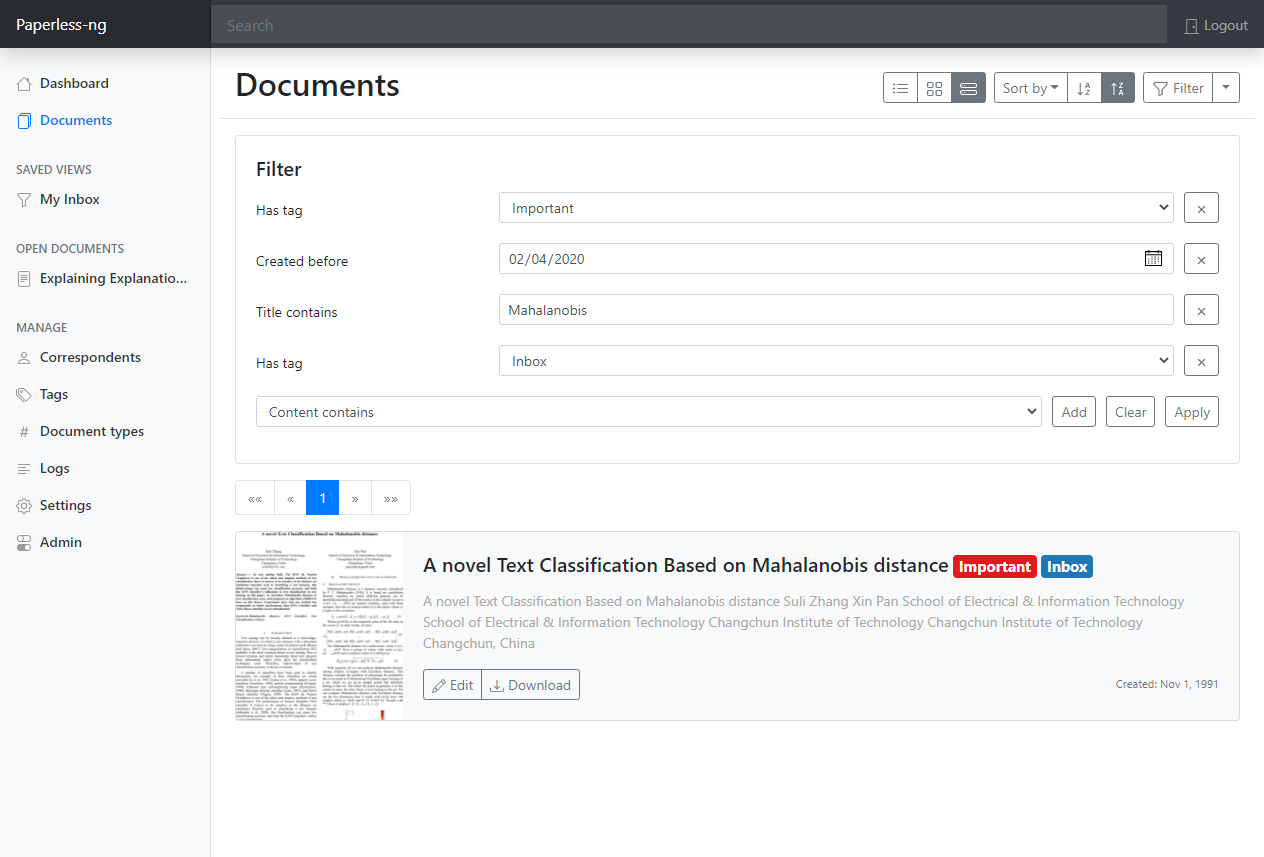 Paperless-ng
Search
Logout
Dashboard
Documents
SAVED VIEWS
My Inbox
OPEN DOCUMENTS
Explaining Explanatio...
MANAGE
Correspondents
Tags
# Document types
Logs
Settings
Admin
Documents
Sort by
Filter
Filter
Has tag
Important
×
Created before
02/04/2020
×
Title contains
Mahalanobis
×
Has tag
Inbox
×
Content contains
Add
Clear
Apply
«« « 1 » »»
A novel Text Classification Based on Mahalanobis distance
A novel Text Classification Based on Mahalanobis distance Important Inbox
A novel Text Classification Based on Mahalanobis distance Suli Zhang Xin Pan School of Electrical & Information Technology
School of Electrical & Information Technology Changchun Institute of Technology Changchun Institute of Technology
Changchun, China
Edit
Download
Created: Nov 1, 1991